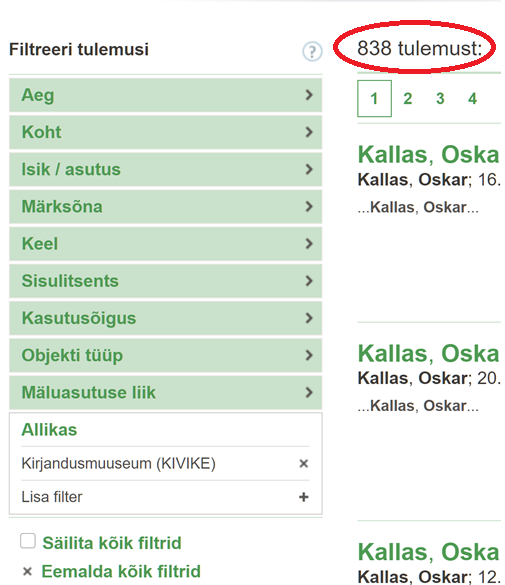 Filtreeri tulemusi ?
Aeg
Koht
Isik / asutus
Märksõna
Keel
Sisulitsents
Kasutusõigus
Objekti tüüp
Mäluasutuse liik
Allikas
Kirjandusmuuseum (KIVIKE) ×
Lisa filter +
Säilita kõik filtrid
× Eemalda kõik filtrid
838 tulemust:
1 2 3 4
Kallas, Oska
Kallas, Oskar; 16.
...Kallas, Oskar...
Kallas, Oska
Kallas, Oskar; 20.
...Kallas, Oskar...
Kallas, Oska
Kallas, Oskar; 12.